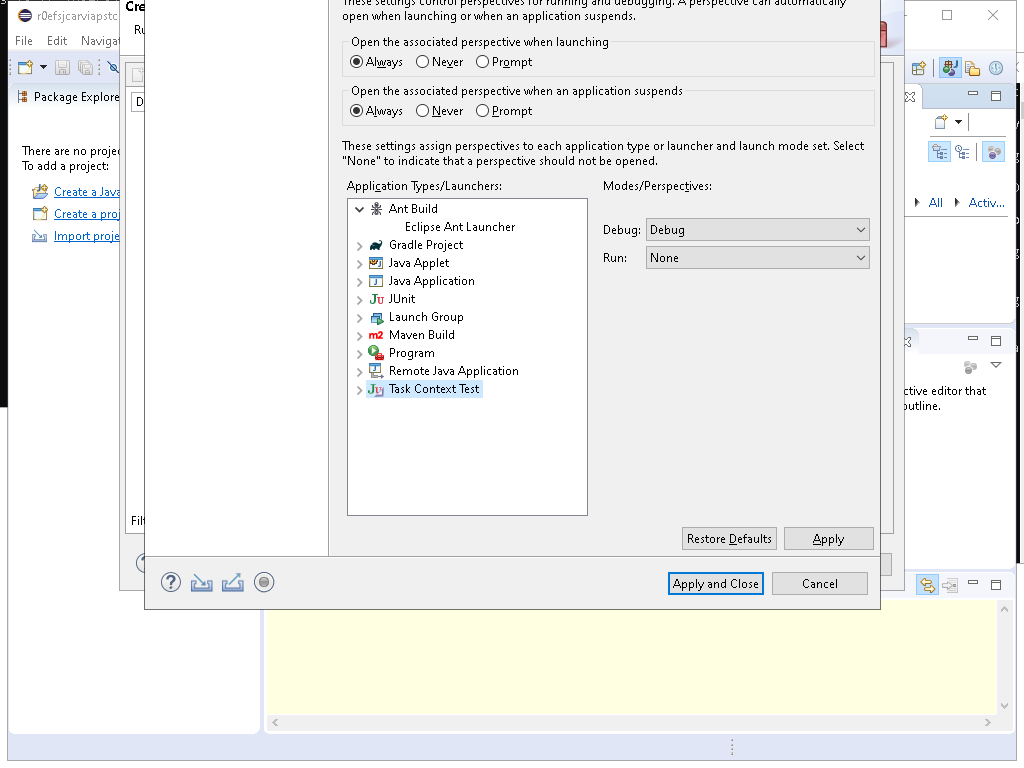 r0efsjcarviapstc
File Edit Navigat
Package Explore
There are no projec
To add a project:
Create a Java
Create a proj
Import proje
Cre
Ru
D
Filt
These settings control perspectives for running and debugging. A perspective can automatically
open when launching or when an application suspends.
Open the associated perspective when launching
Always Never Prompt
Open the associated perspective when an application suspends
Always Never Prompt
These settings assign perspectives to each application type or launcher and launch mode set. Select
"None" to indicate that a perspective should not be opened.
Application Types/Launchers:
Modes/Perspectives:
Ant Build
Eclipse Ant Launcher
Gradle Project
Java Applet
Java Application
JUnit
Launch Group
m2 Maven Build
Program
Remote Java Application
Task Context Test
Debug: Debug
Run: None
Restore Defaults Apply
Apply and Close Cancel
All Activ...
ctive editor that
outline.